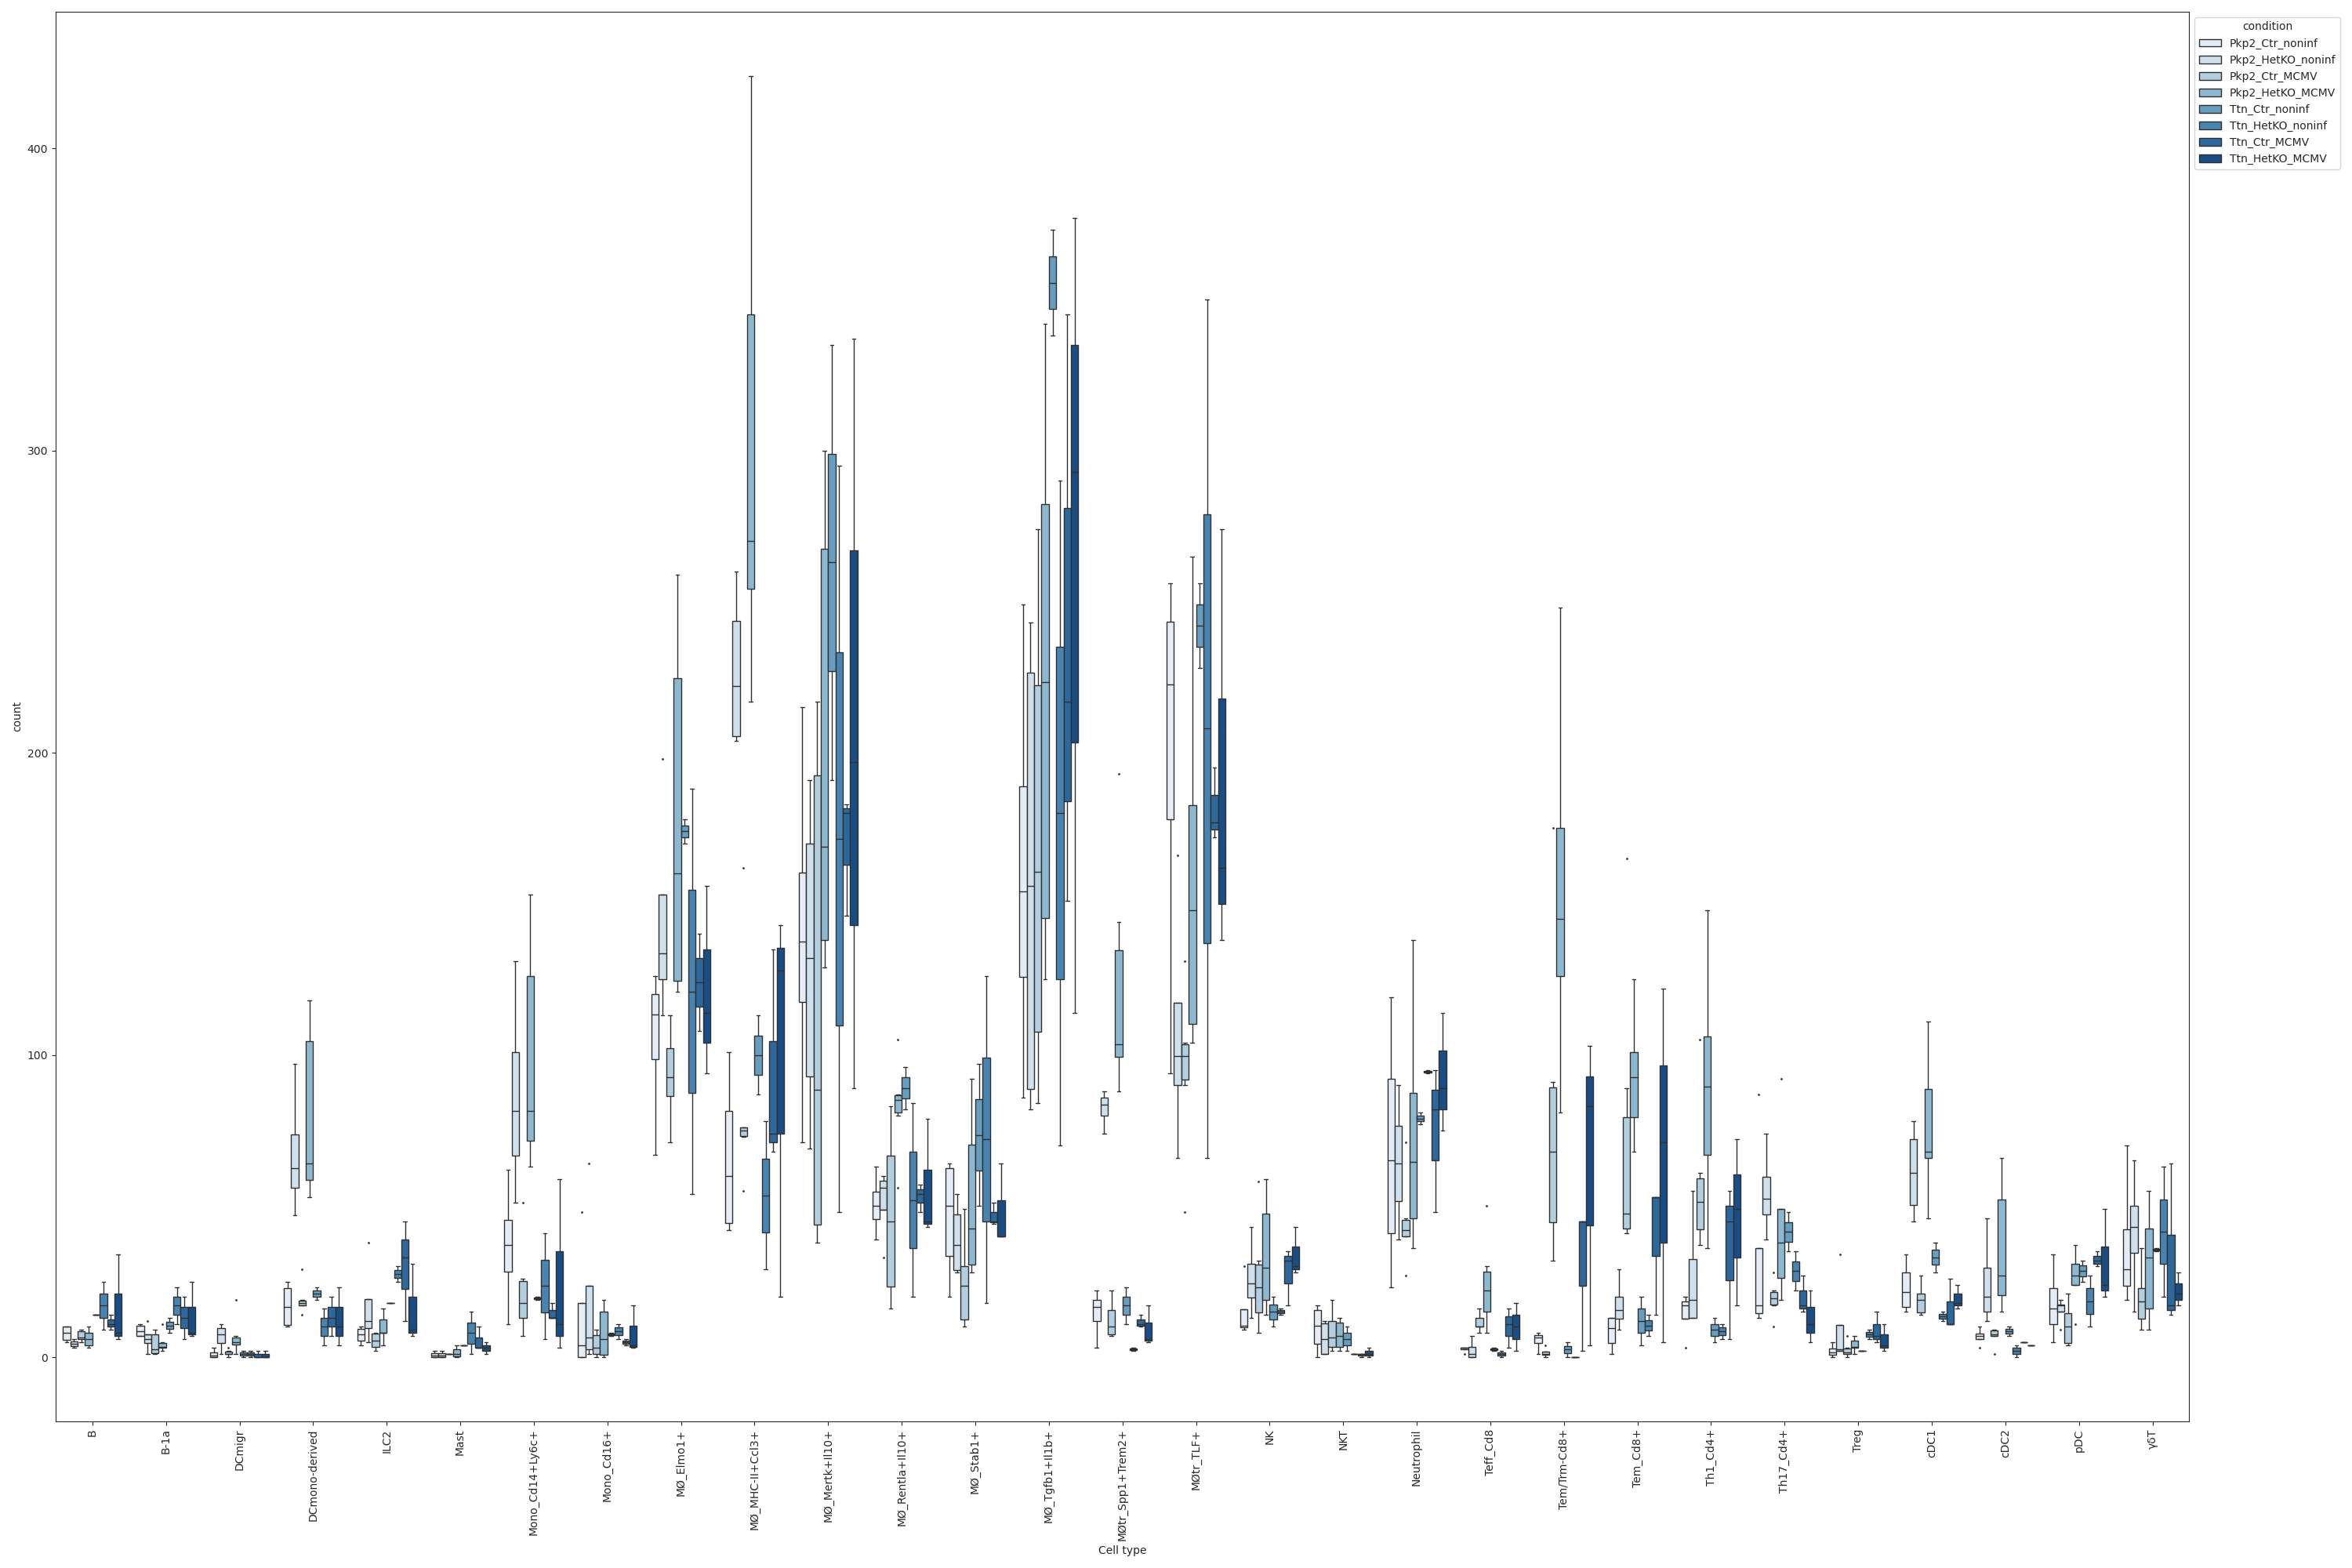 condition
Pkp2_Ctr_noninf
Pkp2_HetKO_noninf
Pkp2_Ctr_MCMV
Pkp2_HetKO_MCMV
Ttn_Ctr_noninf
Ttn_HetKO_noninf
Ttn_Ctr_MCMV
Ttn_HetKO_MCMV
400
300
200
100
0
count
B
B-1a
DCmigr
DCmono-derived
ILC2
Mast
Mono_Cd14+Ly6c+
Mono_Cd16+
MØ_Elmo1+
MØ_MHC-II+Ccl3+
MØ_Mertk+Il10+
MØ_Rentla+Il10+
MØ_Stab1+
MØ_Tgfb1+Il1b+
MØtr_Spp1+Trem2+
MØtr_TLF+
NK
NKT
Neutrophil
Teff_Cd8
Tem/Trm-Cd8+
Tem_Cd8+
Th1_Cd4+
Th17_Cd4+
Treg
cDC1
cDC2
pDC
γδT
Cell type